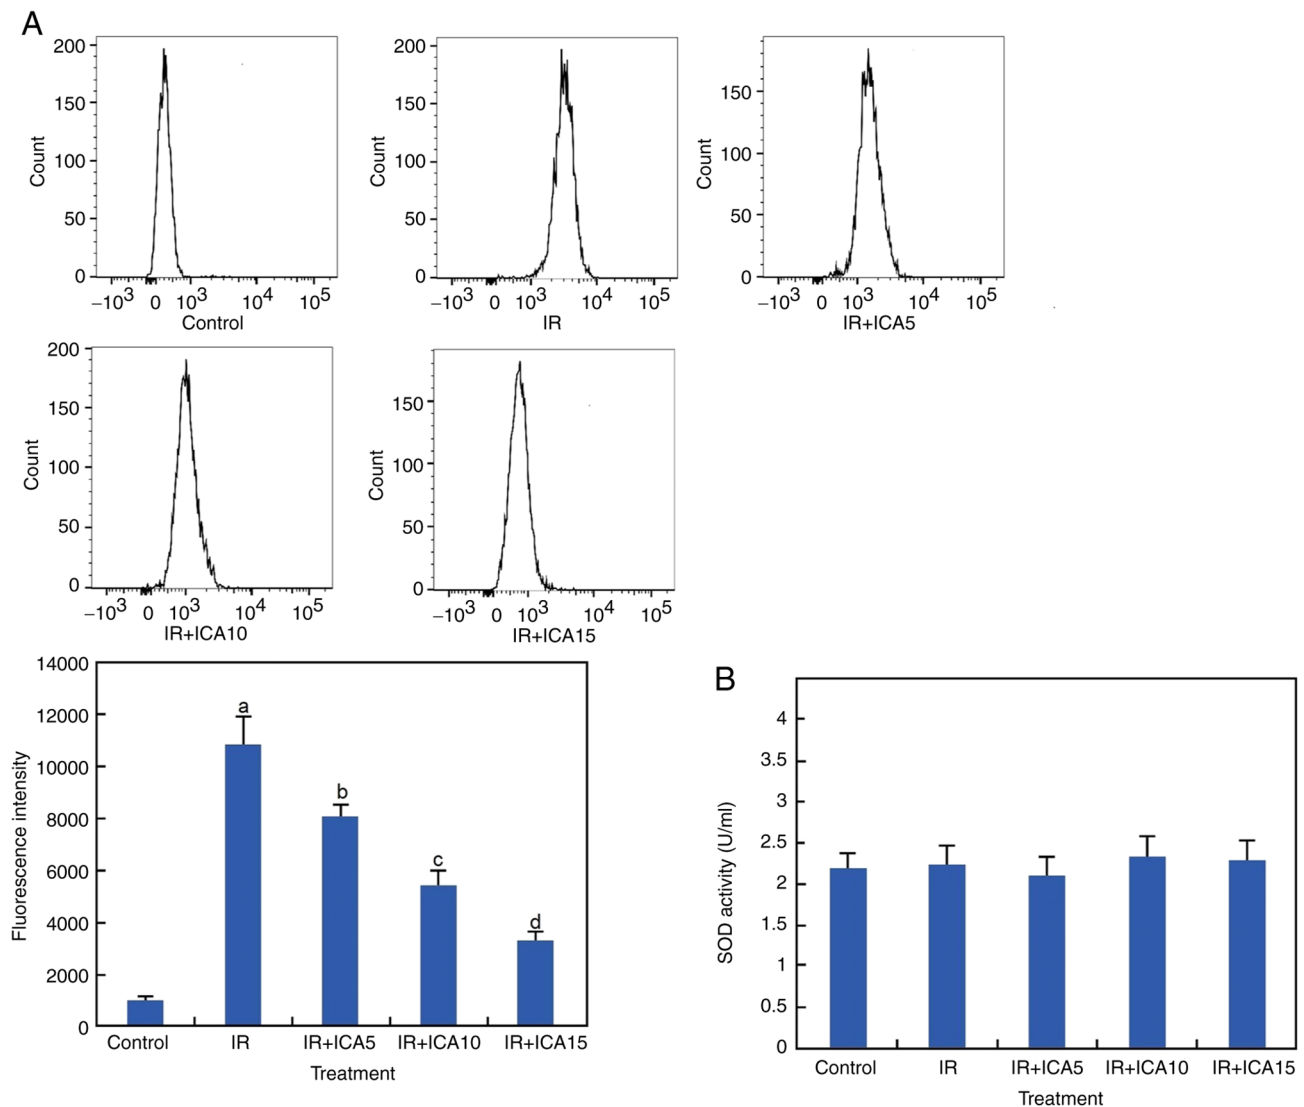 A
200
150
100
50
0
Count
−10³ 0 10³ 10⁴ 10⁵
Control
200
150
100
50
0
Count
−10³ 0 10³ 10⁴ 10⁵
IR
150
100
50
0
Count
−10³ 0 10³ 10⁴ 10⁵
IR+ICA5
200
150
100
50
0
Count
−10³ 0 10³ 10⁴ 10⁵
IR+ICA10
150
100
50
0
Count
−10³ 0 10³ 10⁴ 10⁵
IR+ICA15
14000
12000
10000
8000
6000
4000
2000
0
Fluorescence intensity
a
b
c
d
Control IR IR+ICA5 IR+ICA10 IR+ICA15
Treatment
B
4
3.5
3
2.5
2
1.5
1
0.5
0
SOD activity (U/ml)
Control IR IR+ICA5 IR+ICA10 IR+ICA15
Treatment